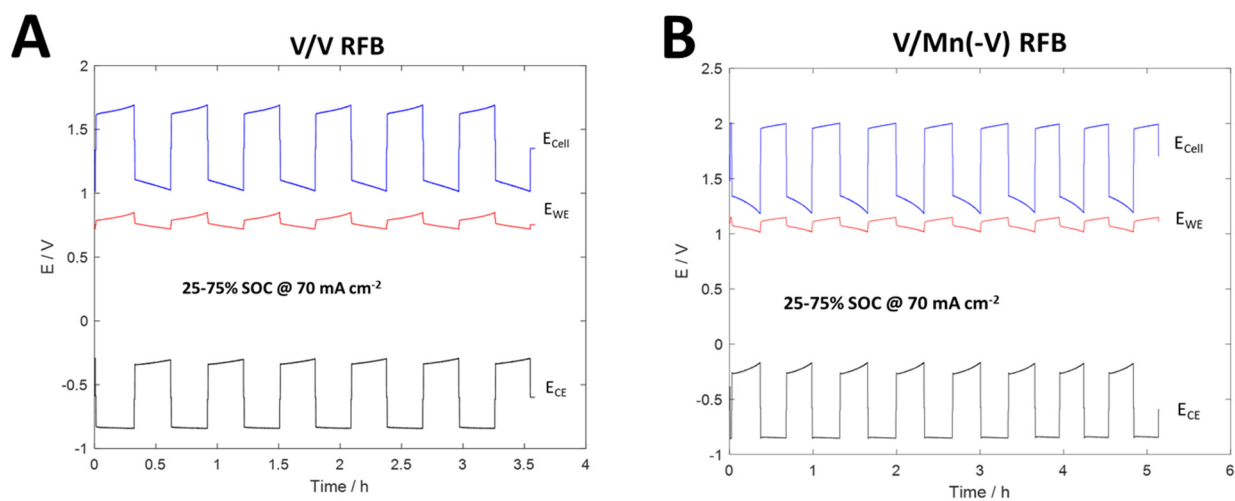 A
V/V RFB
2
1.5
1
0.5
0
-0.5
-1
E / V
E_Cell
E_WE
25-75% SOC @ 70 mA cm⁻²
E_CE
0 0.5 1 1.5 2 2.5 3 3.5 4
Time / h
B
V/Mn(-V) RFB
2.5
2
1.5
1
0.5
0
-0.5
-1
E / V
E_Cell
E_WE
25-75% SOC @ 70 mA cm⁻²
E_CE
0 1 2 3 4 5 6
Time / h